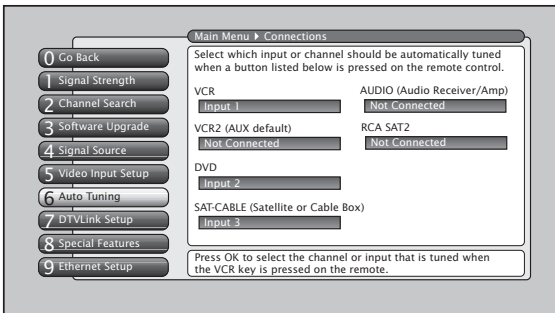 Main Menu ▶ Connections
0 Go Back
1 Signal Strength
2 Channel Search
3 Software Upgrade
4 Signal Source
5 Video Input Setup
6 Auto Tuning
7 DTVLink Setup
8 Special Features
9 Ethernet Setup
Select which input or channel should be automatically tuned
when a button listed below is pressed on the remote control.
VCR
Input 1
AUDIO (Audio Receiver/Amp)
Not Connected
VCR2 (AUX default)
Not Connected
RCA SAT2
Not Connected
DVD
Input 2
SAT-CABLE (Satellite or Cable Box)
Input 3
Press OK to select the channel or input that is tuned when
the VCR key is pressed on the remote.